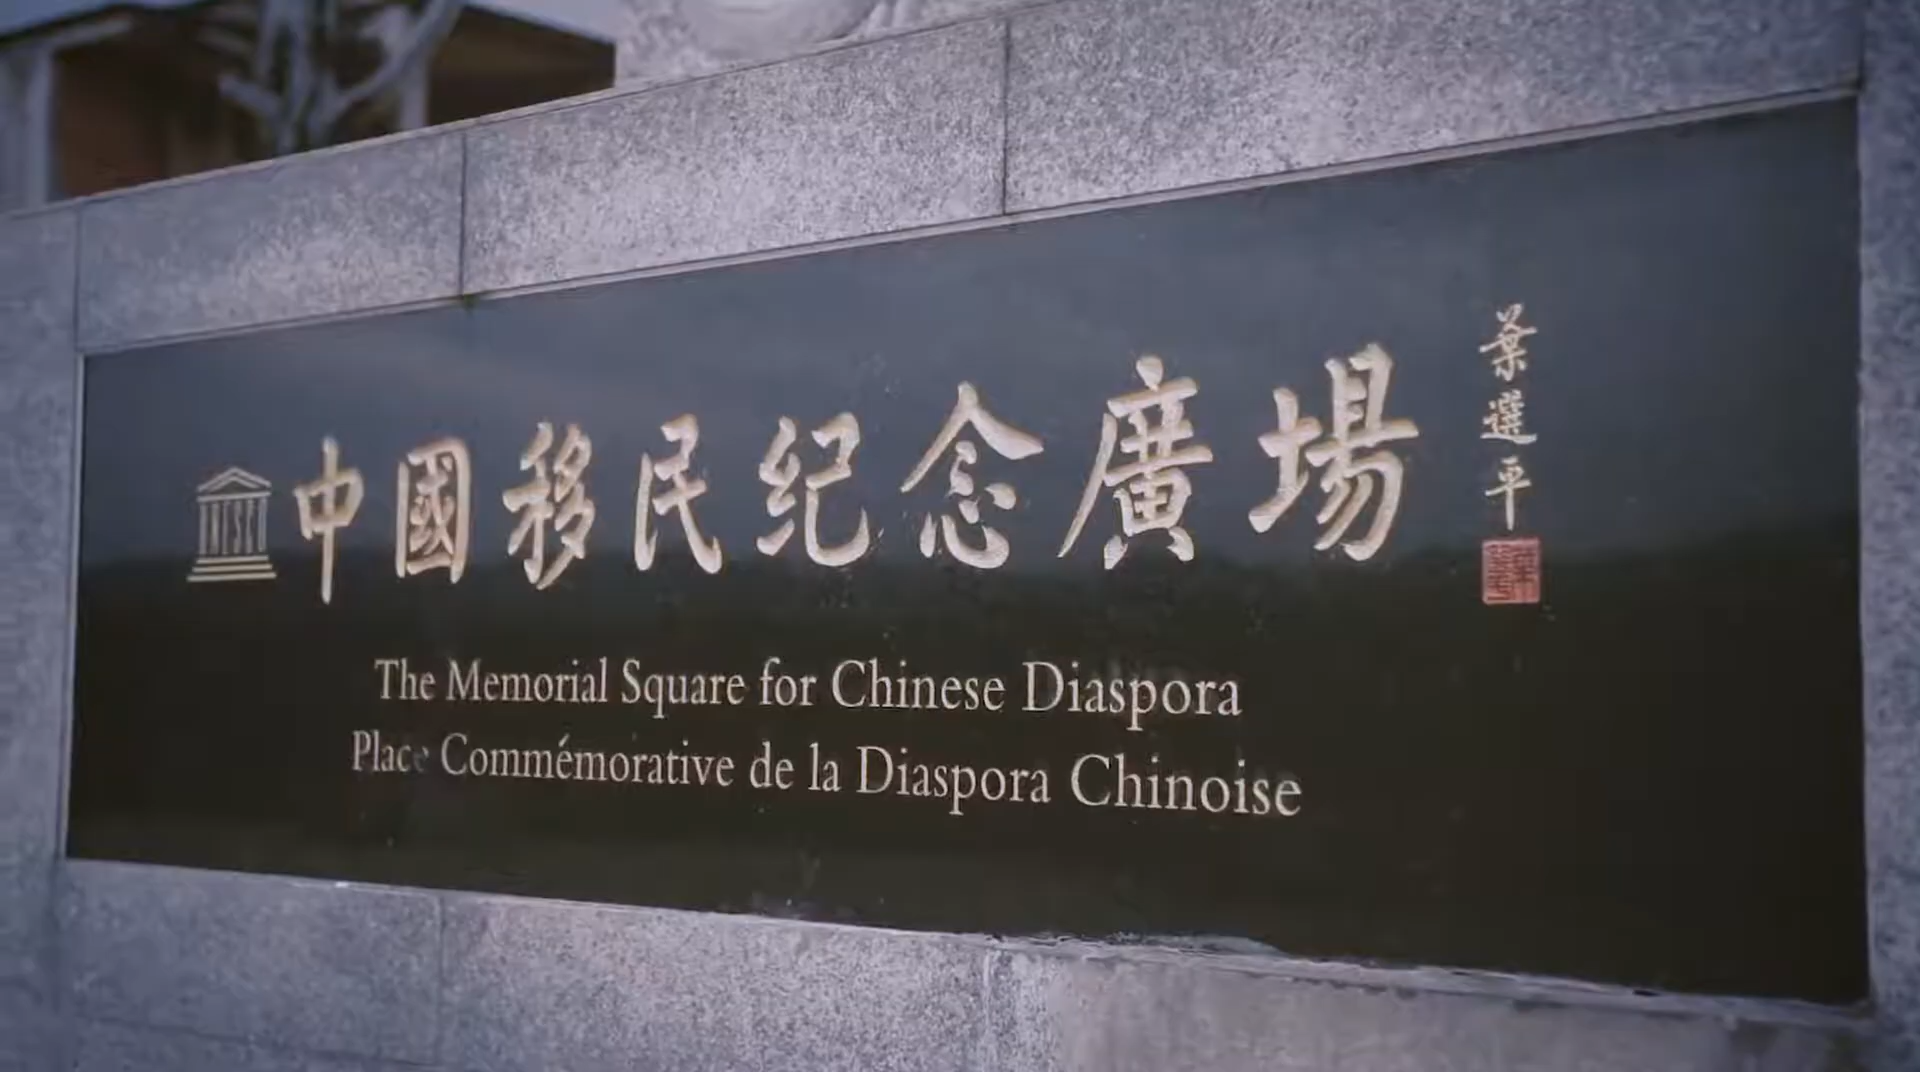 UNESCO
中國移民纪念廣場
葉選平
The Memorial Square for Chinese Diaspora
Place Commémorative de la Diaspora Chinoise